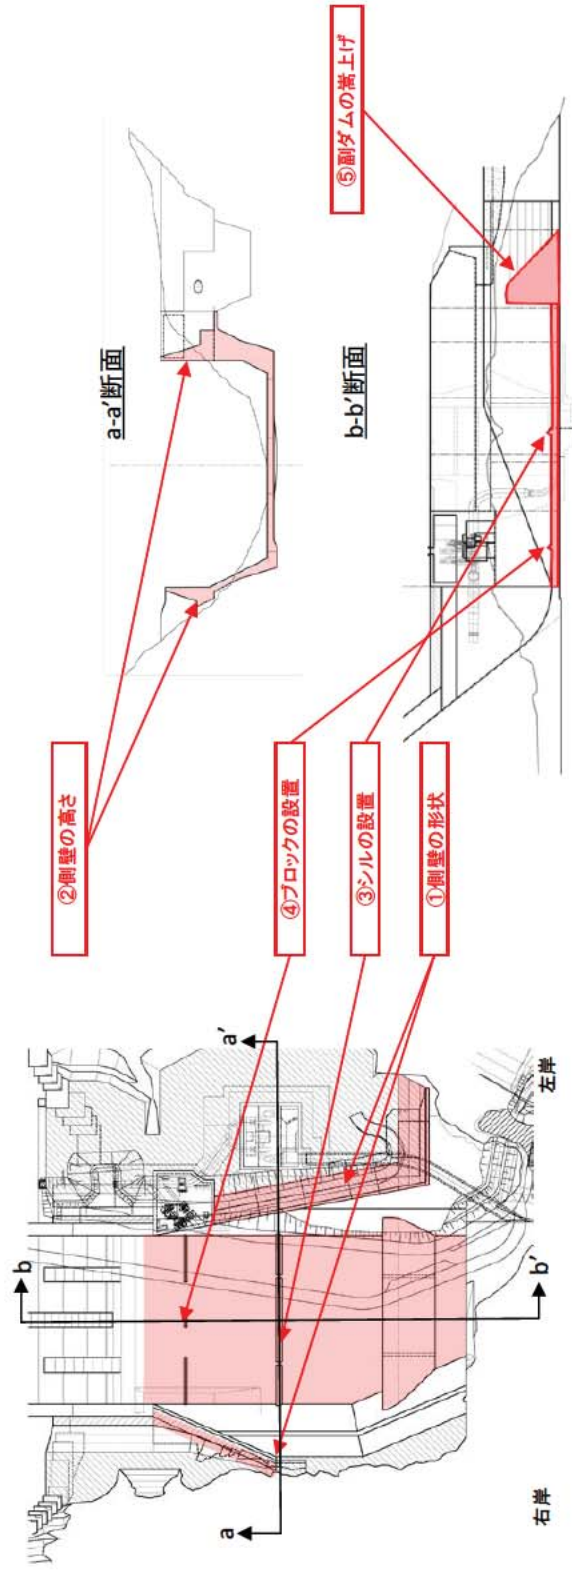 ②側壁の高さ
④ブロックの設置
③シルの設置
①側壁の形状
⑤副ダムの嵩上げ
a-a'断面
b-b'断面
a
a'
b
b'
右岸
左岸